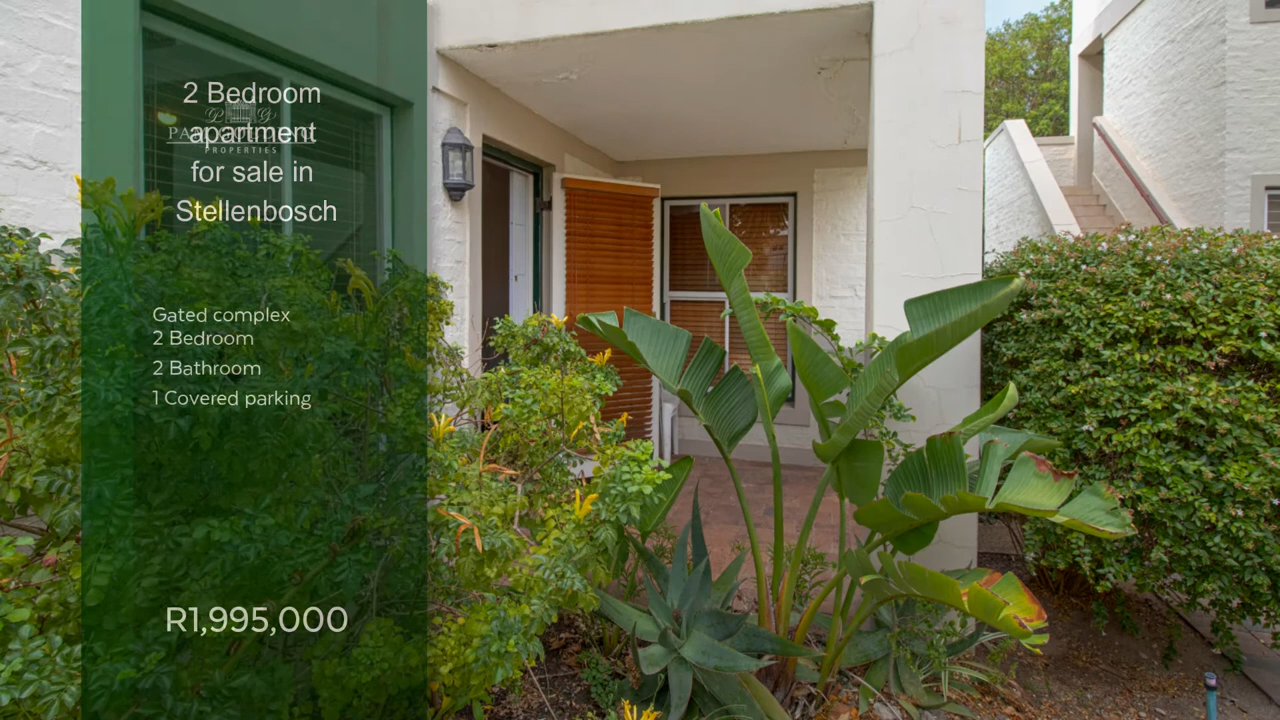 2 Bedroom
apartment
for sale in
Stellenbosch
PROPERTIES
Gated complex
2 Bedroom
2 Bathroom
1 Covered parking
R1,995,000